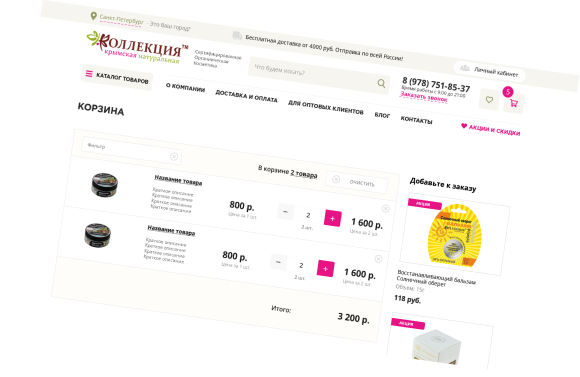 Санкт-Петербург - Это Ваш город?
Бесплатная доставка от 4000 руб. Отправка по всей России!
Личный кабинет
КОЛЛЕКЦИЯ™
крымская натуральная
Сертифицированная
Органическая
Косметика
Что будем искать?
8 (978) 751-85-37
Время работы с 9:00 до 21:00
Заказать звонок
5
КАТАЛОГ ТОВАРОВ
О КОМПАНИИ
ДОСТАВКА И ОПЛАТА
ДЛЯ ОПТОВЫХ КЛИЕНТОВ
БЛОГ
КОНТАКТЫ
АКЦИИ И СКИДКИ
КОРЗИНА
Фильтр
В корзине 2 товара
ОЧИСТИТЬ
Название товара
Краткое описание
Краткое описание
Краткое описание
Краткое описание
800 р.
Цена за 1 шт.
− 2 +
2 шт.
1 600 р.
Цена за 2 шт.
Название товара
Краткое описание
Краткое описание
Краткое описание
Краткое описание
800 р.
Цена за 1 шт.
− 2 +
2 шт.
1 600 р.
Цена за 2 шт.
Итого:
3 200 р.
Добавьте к заказу
АКЦИЯ
Восстанавливающий бальзам
Солнечный оберег
Объём: 15г
118 руб.
АКЦИЯ